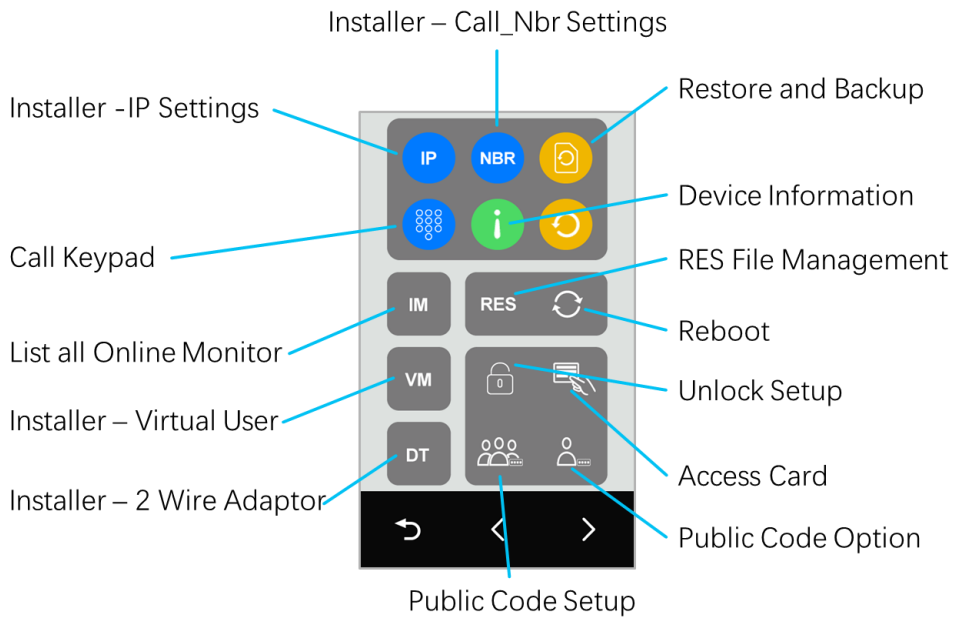 Installer – Call_Nbr Settings
Restore and Backup
Installer -IP Settings
IP
NBR
Device Information
Call Keypad
RES File Management
IM
RES
Reboot
List all Online Monitor
VM
Unlock Setup
Installer – Virtual User
DT
Access Card
Installer – 2 Wire Adaptor
Public Code Option
Public Code Setup